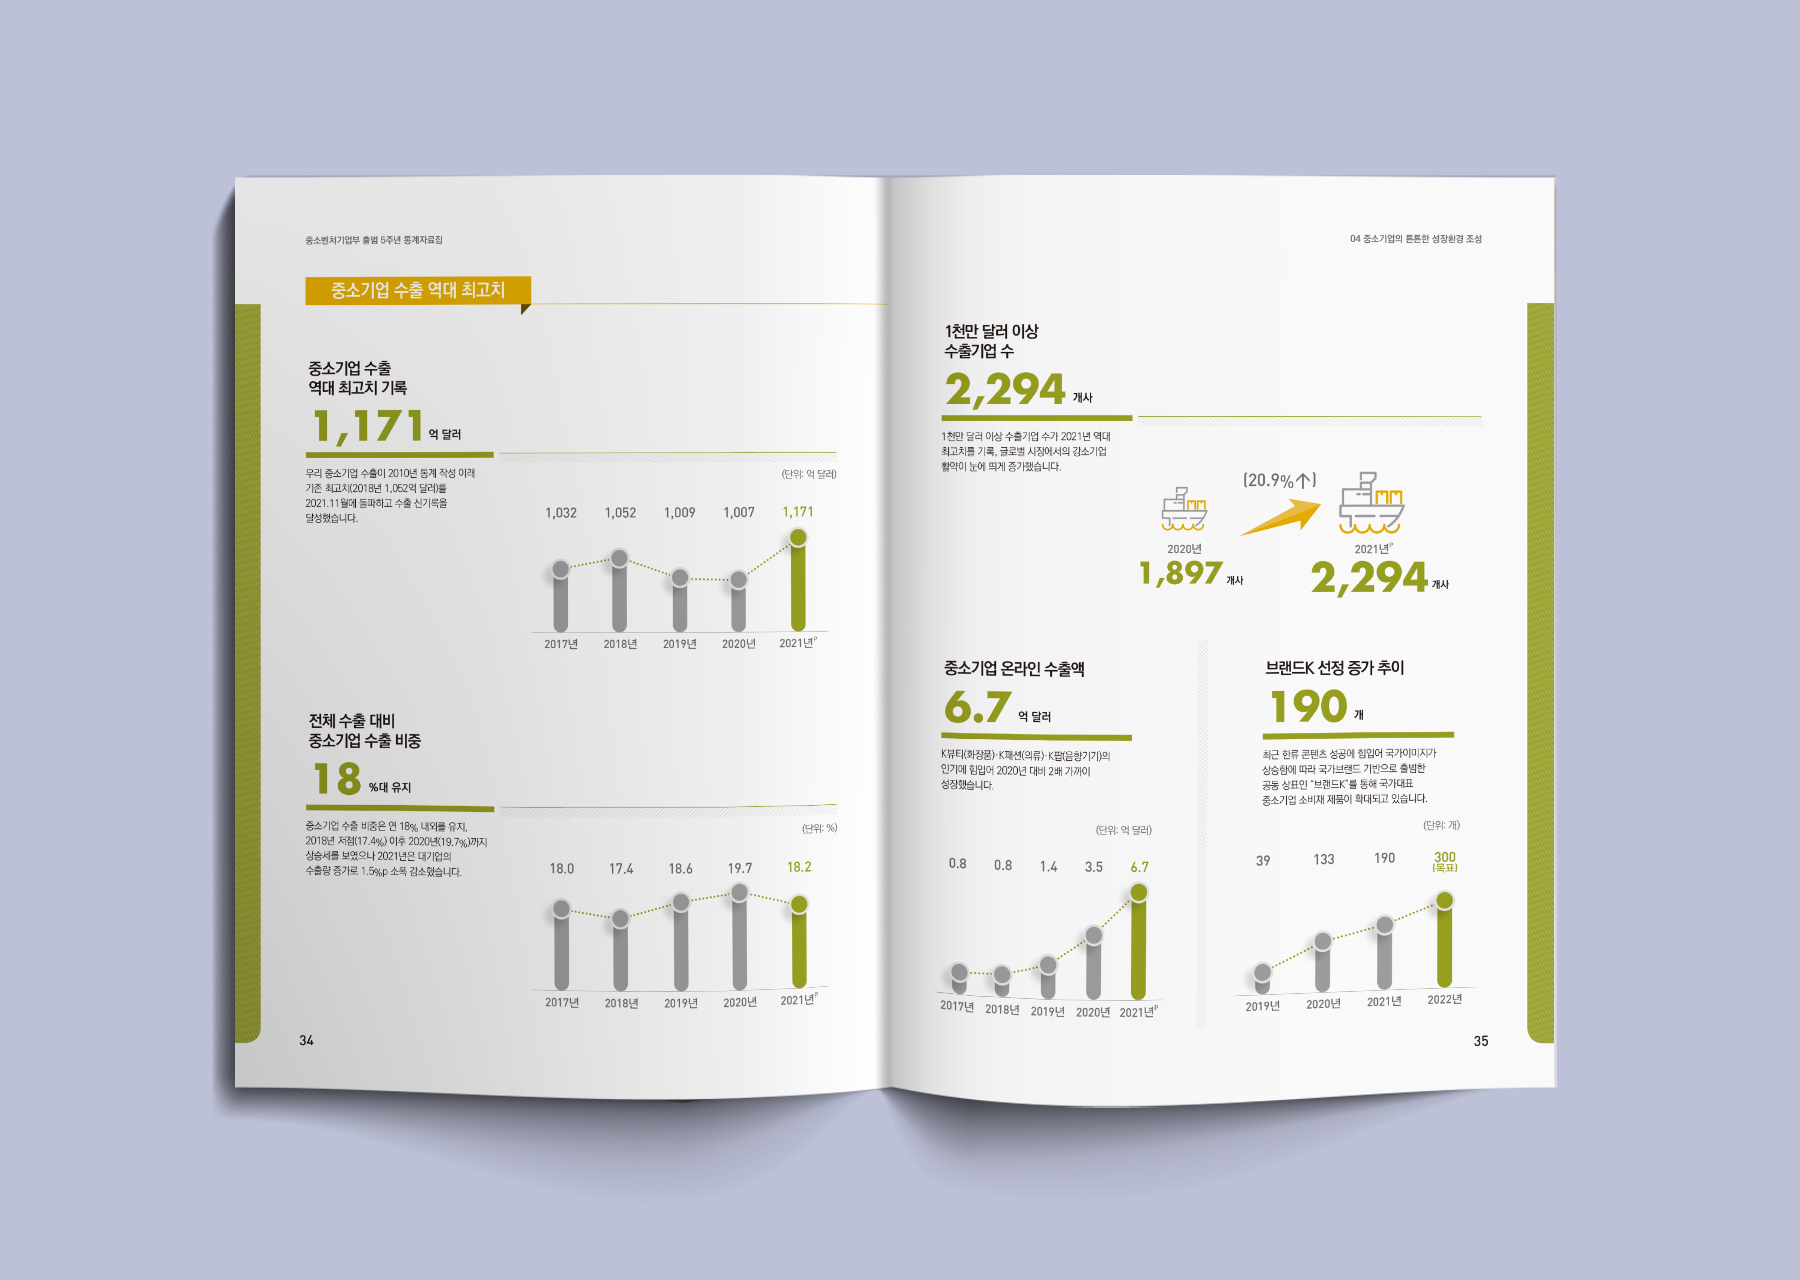 중소벤처기업부 출범 5주년 통계자료집
중소기업 수출 역대 최고치
중소기업 수출
역대 최고치 기록
1,171 억 달러
우리 중소기업 수출이 2010년 통계 작성 이래
기존 최고치(2018년 1,052억 달러)를
2021.11월에 돌파하고 수출 신기록을
달성했습니다.
(단위: 억 달러)
1,032 1,052 1,009 1,007 1,171
2017년 2018년 2019년 2020년 2021년P
전체 수출 대비
중소기업 수출 비중
18 %대 유지
중소기업 수출 비중은 연 18% 내외를 유지,
2018년 저점(17.4%) 이후 2020년(19.7%)까지
상승세를 보였으나 2021년은 대기업의
수출량 증가로 1.5%p 소폭 감소했습니다.
(단위: %)
18.0 17.4 18.6 19.7 18.2
2017년 2018년 2019년 2020년 2021년P
34
04 중소기업의 튼튼한 성장환경 조성
1천만 달러 이상
수출기업 수
2,294 개사
1천만 달러 이상 수출기업 수가 2021년 역대
최고치를 기록, 글로벌 시장에서의 강소기업
활약이 눈에 띄게 증가했습니다.
(20.9%↑)
2020년 2021년P
1,897 개사 2,294 개사
중소기업 온라인 수출액
6.7 억 달러
K뷰티(화장품)·K패션(의류)·K팝(음향기기)의
인기에 힘입어 2020년 대비 2배 가까이
성장했습니다.
(단위: 억 달러)
0.8 0.8 1.4 3.5 6.7
2017년 2018년 2019년 2020년 2021년P
브랜드K 선정 증가 추이
190 개
최근 한류 콘텐츠 성공에 힘입어 국가이미지가
상승함에 따라 국가브랜드 기반으로 출범한
공동 상표인 "브랜드K"를 통해 국가대표
중소기업 소비재 제품이 확대되고 있습니다.
(단위: 개)
39 133 190 300
(목표)
2019년 2020년 2021년 2022년
35